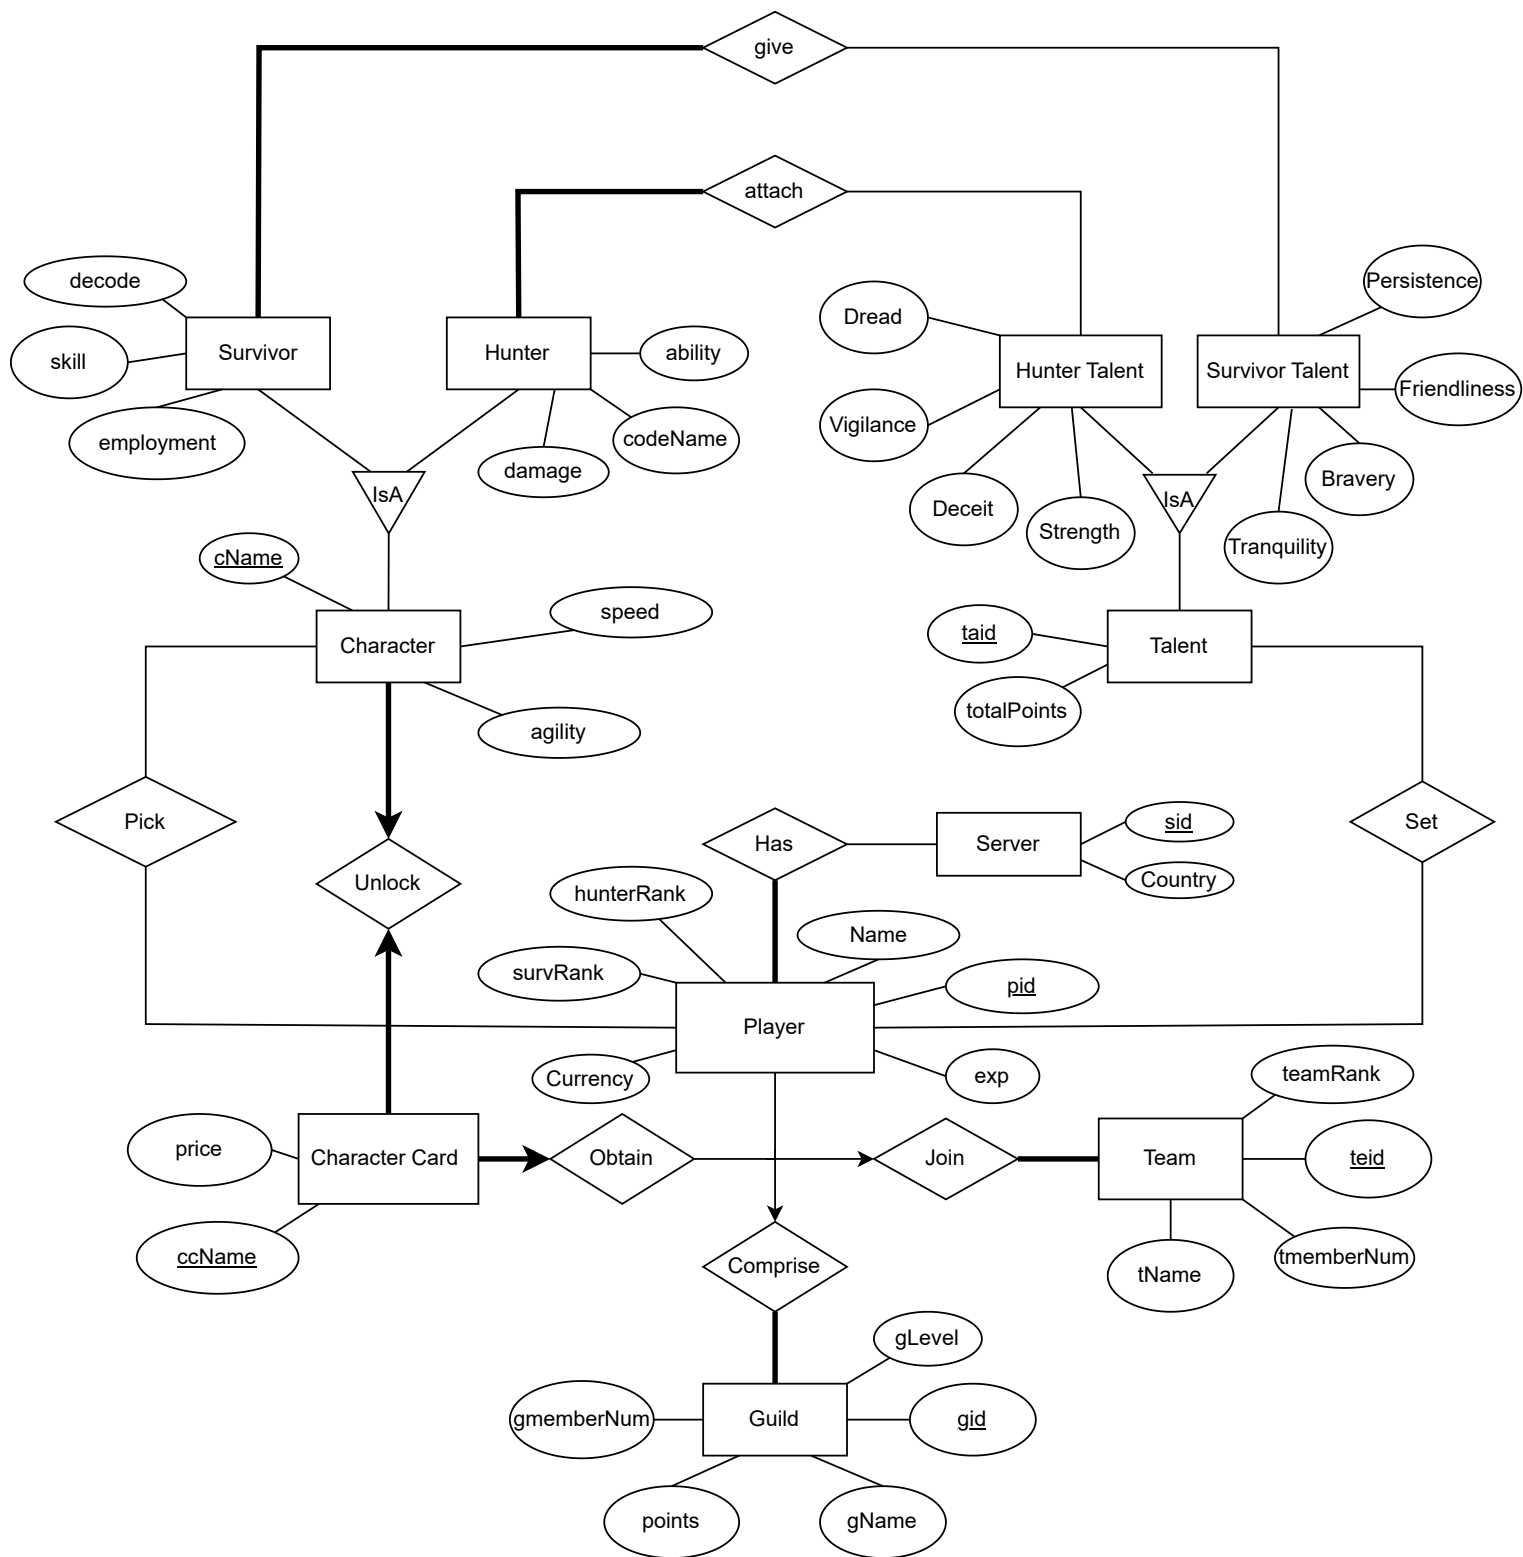 give
attach
decode
Persistence
Dread
skill
Survivor
Hunter
ability
Hunter Talent
Survivor Talent
Friendliness
employment
codeName
Vigilance
damage
IsA
IsA
Bravery
Deceit
Strength
Tranquility
cName
speed
Character
taid
Talent
totalPoints
agility
Pick
Has
Server
sid
Set
Unlock
Country
hunterRank
Name
survRank
pid
Player
Currency
exp
teamRank
price
Character Card
Obtain
Join
Team
teid
ccName
Comprise
tName
tmemberNum
gLevel
gmemberNum
Guild
gid
points
gName